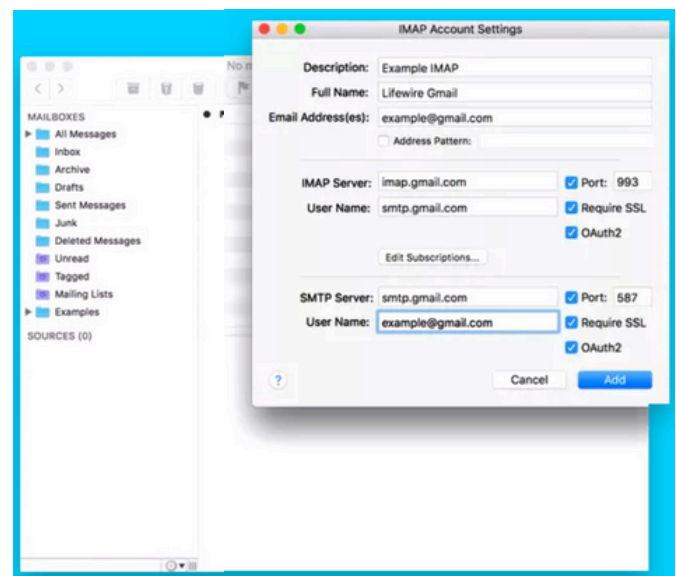 IMAP Account Settings
Description: Example IMAP
Full Name: Lifewire Gmail
Email Address(es): example@gmail.com
Address Pattern:
IMAP Server: imap.gmail.com Port: 993
User Name: smtp.gmail.com Require SSL
OAuth2
Edit Subscriptions...
SMTP Server: smtp.gmail.com Port: 587
User Name: example@gmail.com Require SSL
OAuth2
? Cancel Add
No
MAILBOXES
All Messages
Inbox
Archive
Drafts
Sent Messages
Junk
Deleted Messages
Unread
Tagged
Mailing Lists
Examples
SOURCES (0)